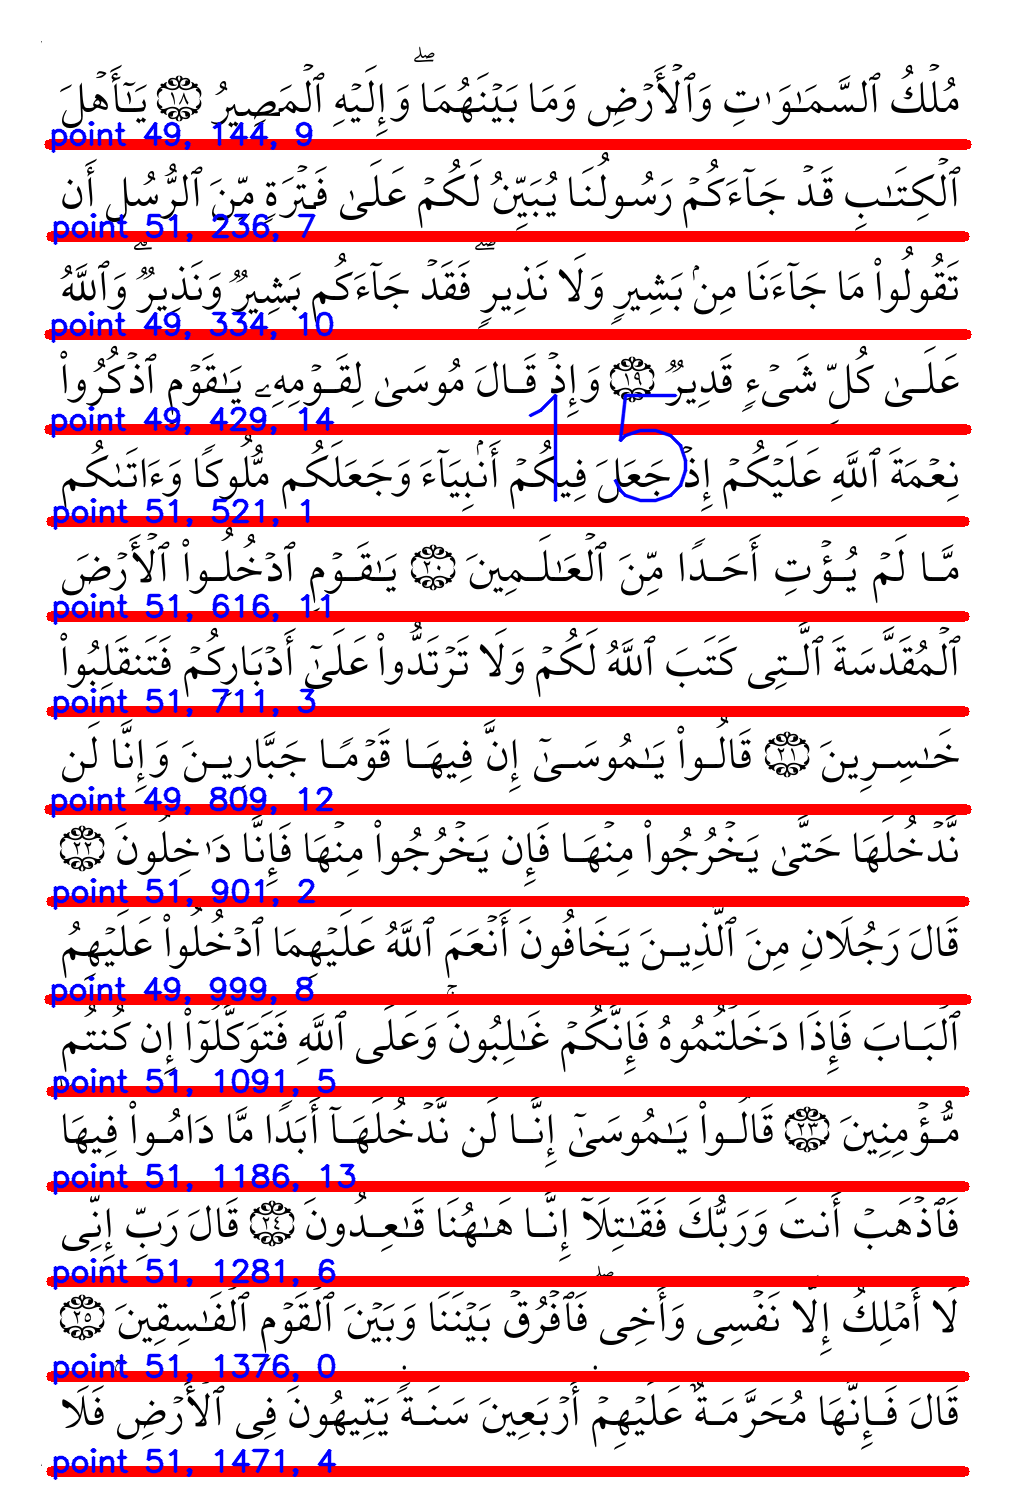 مُلۡكُ ٱلسَّمَٰوَٰتِ وَٱلۡأَرۡضِ وَمَا بَيۡنَهُمَاۖ وَإِلَيۡهِ ٱلۡمَصِيرُ ١٨ يَٰٓأَهۡلَ
point 49, 144, 9
ٱلۡكِتَٰبِ قَدۡ جَآءَكُمۡ رَسُولُنَا يُبَيِّنُ لَكُمۡ عَلَىٰ فَتۡرَةٖ مِّنَ ٱلرُّسُلِ أَن
point 51, 236, 7
تَقُولُواْ مَا جَآءَنَا مِنۢ بَشِيرٖ وَلَا نَذِيرٖۖ فَقَدۡ جَآءَكُم بَشِيرٞ وَنَذِيرٞۗ وَٱللَّهُ
point 49, 334, 10
عَلَىٰ كُلِّ شَيۡءٖ قَدِيرٞ ١٩ وَإِذۡ قَالَ مُوسَىٰ لِقَوۡمِهِۦ يَٰقَوۡمِ ٱذۡكُرُواْ
point 49, 429, 14
15
نِعۡمَةَ ٱللَّهِ عَلَيۡكُمۡ إِذۡ جَعَلَ فِيكُمۡ أَنۢبِيَآءَ وَجَعَلَكُم مُّلُوكٗا وَءَاتَىٰكُم
point 51, 521, 1
مَّا لَمۡ يُؤۡتِ أَحَدٗا مِّنَ ٱلۡعَٰلَمِينَ ٢٠ يَٰقَوۡمِ ٱدۡخُلُواْ ٱلۡأَرۡضَ
point 51, 616, 11
ٱلۡمُقَدَّسَةَ ٱلَّتِي كَتَبَ ٱللَّهُ لَكُمۡ وَلَا تَرۡتَدُّواْ عَلَىٰٓ أَدۡبَارِكُمۡ فَتَنقَلِبُواْ
point 51, 711, 3
خَٰسِرِينَ ٢١ قَالُواْ يَٰمُوسَىٰٓ إِنَّ فِيهَا قَوۡمٗا جَبَّارِينَ وَإِنَّا لَن
point 49, 809, 12
نَّدۡخُلَهَا حَتَّىٰ يَخۡرُجُواْ مِنۡهَا فَإِن يَخۡرُجُواْ مِنۡهَا فَإِنَّا دَٰخِلُونَ ٢٢
point 51, 901, 2
قَالَ رَجُلَانِ مِنَ ٱلَّذِينَ يَخَافُونَ أَنۡعَمَ ٱللَّهُ عَلَيۡهِمَا ٱدۡخُلُواْ عَلَيۡهِمُ
point 49, 999, 8
ٱلۡبَابَ فَإِذَا دَخَلۡتُمُوهُ فَإِنَّكُمۡ غَٰلِبُونَۚ وَعَلَى ٱللَّهِ فَتَوَكَّلُوٓاْ إِن كُنتُم
point 51, 1091, 5
مُّؤۡمِنِينَ ٢٣ قَالُواْ يَٰمُوسَىٰٓ إِنَّا لَن نَّدۡخُلَهَآ أَبَدٗا مَّا دَامُواْ فِيهَا
point 51, 1186, 13
فَٱذۡهَبۡ أَنتَ وَرَبُّكَ فَقَٰتِلَآ إِنَّا هَٰهُنَا قَٰعِدُونَ ٢٤ قَالَ رَبِّ إِنِّي
point 51, 1281, 6
لَآ أَمۡلِكُ إِلَّا نَفۡسِي وَأَخِيۖ فَٱفۡرُقۡ بَيۡنَنَا وَبَيۡنَ ٱلۡقَوۡمِ ٱلۡفَٰسِقِينَ ٢٥
point 51, 1376, 0
قَالَ فَإِنَّهَا مُحَرَّمَةٌ عَلَيۡهِمۡۛ أَرۡبَعِينَ سَنَةٗۛ يَتِيهُونَ فِي ٱلۡأَرۡضِۚ فَلَا
point 51, 1471, 4